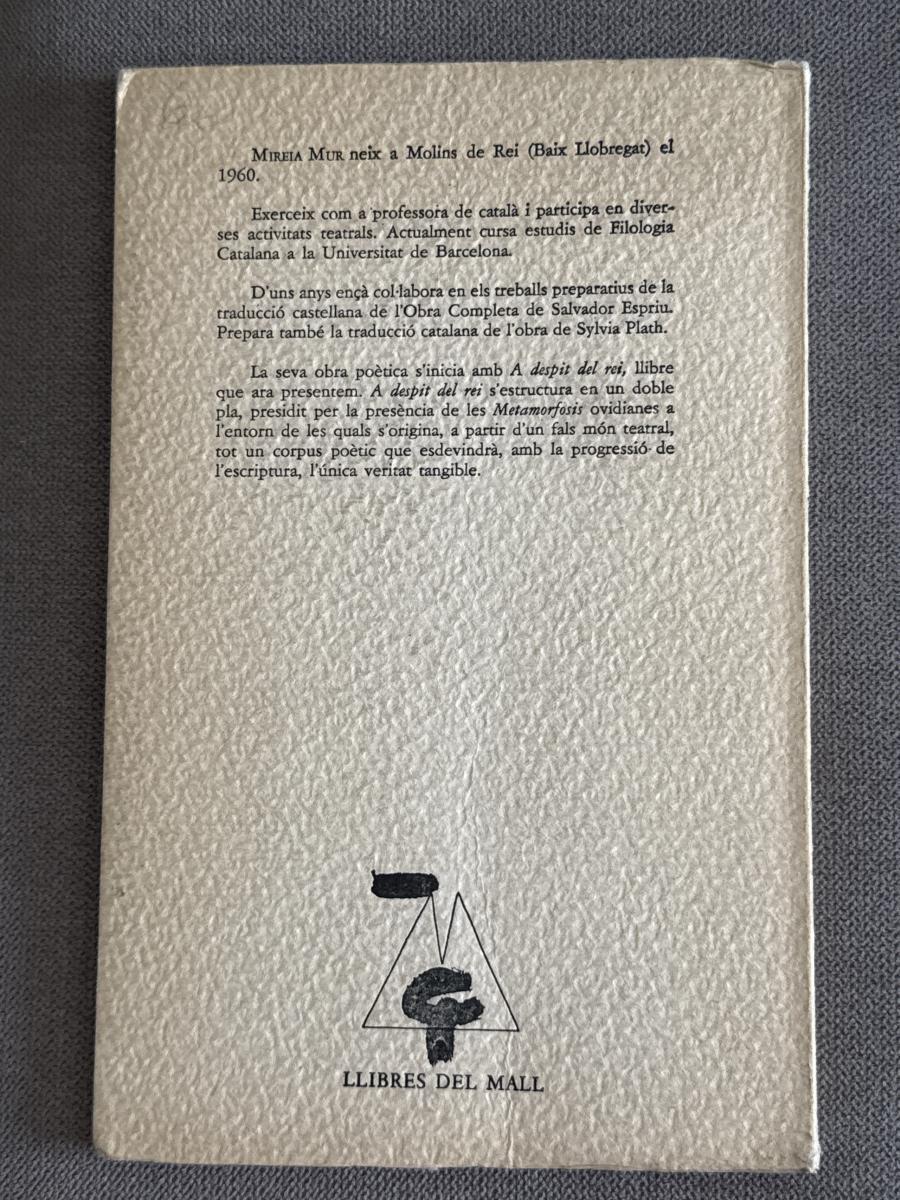 MIREIA MUR neix a Molins de Rei (Baix Llobregat) el
1960.
Exerceix com a professora de català i participa en diver-
ses activitats teatrals. Actualment cursa estudis de Filologia
Catalana a la Universitat de Barcelona.
D'uns anys ençà col·labora en els treballs preparatius de la
traducció castellana de l'Obra Completa de Salvador Espriu.
Prepara també la traducció catalana de l'obra de Sylvia Plath.
La seva obra poètica s'inicia amb A despit del rei, llibre
que ara presentem. A despit del rei s'estructura en un doble
pla, presidit per la presència de les Metamorfosis ovidianes a
l'entorn de les quals s'origina, a partir d'un fals món teatral,
tot un corpus poètic que esdevindrà, amb la progressió de
l'escriptura, l'única veritat tangible.
LLIBRES DEL MALL